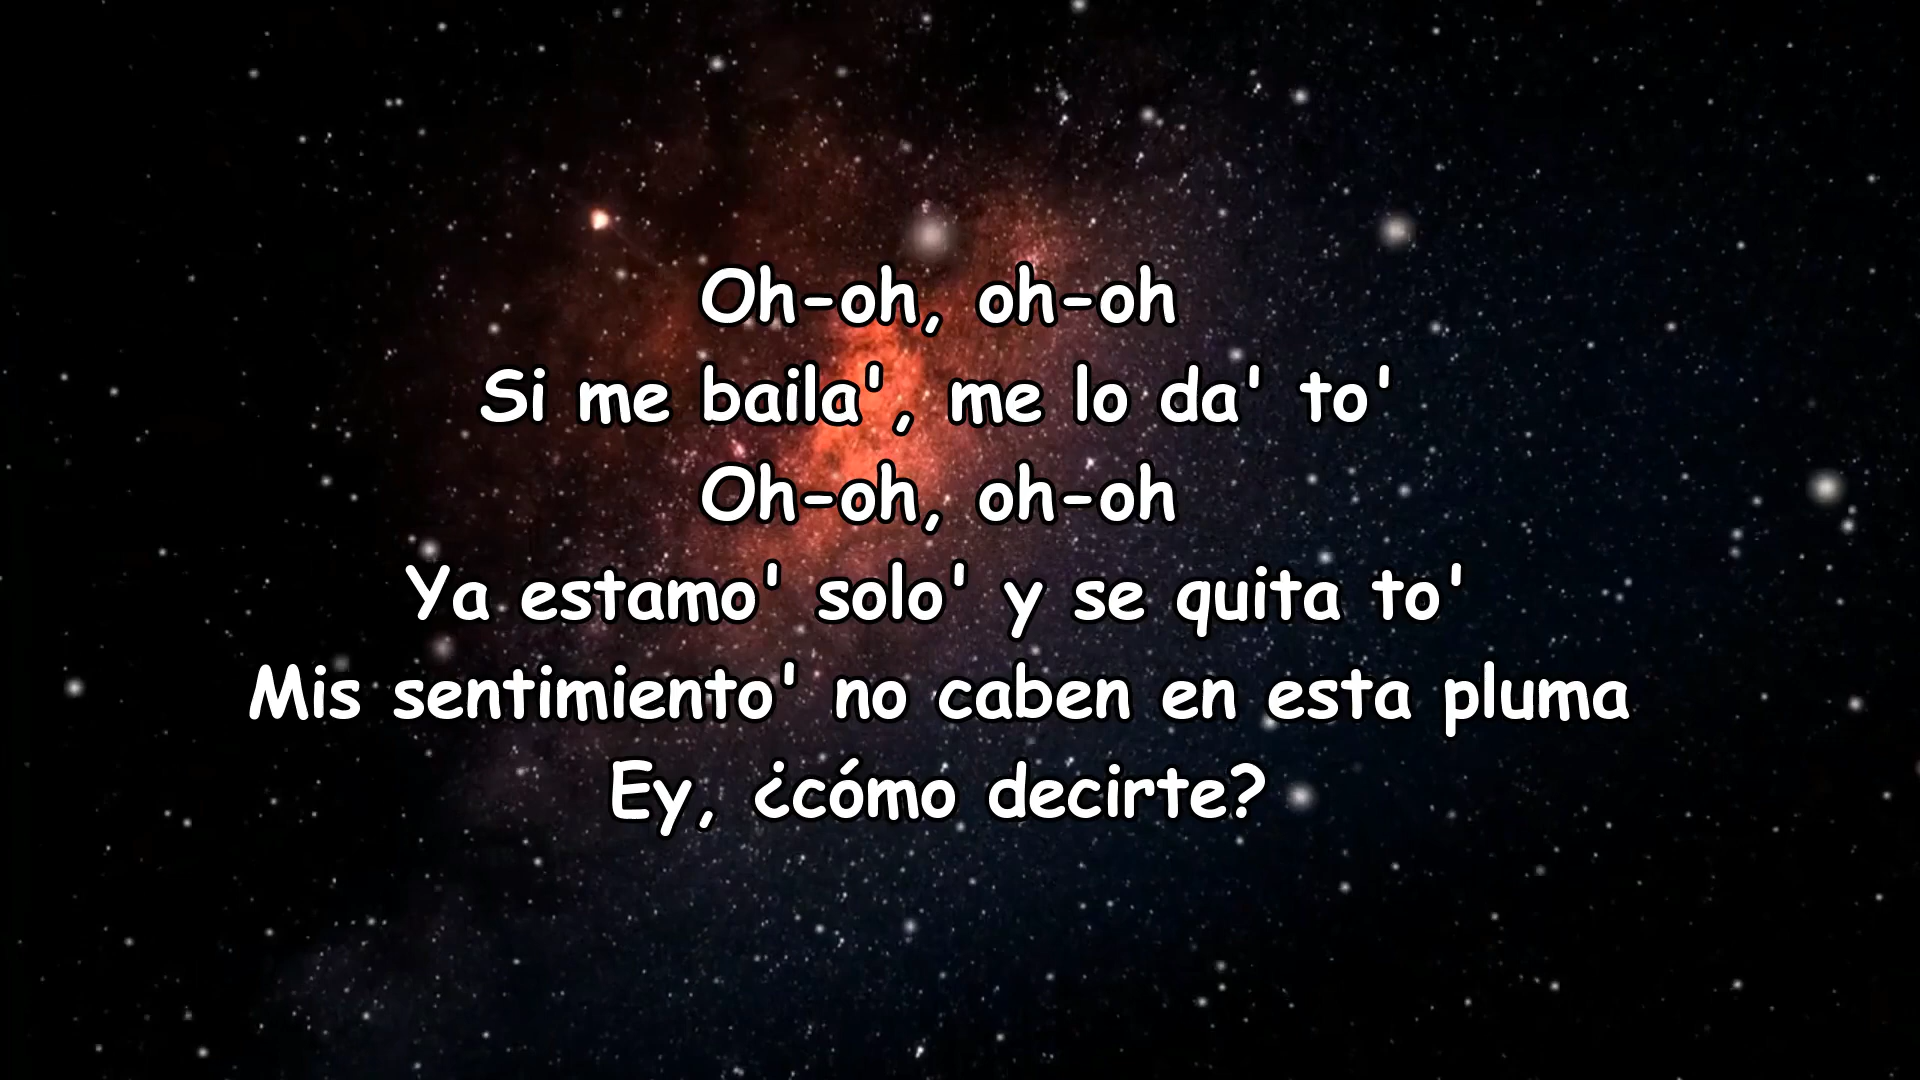 Oh-oh, oh-oh
Si me baila', me lo da' to'
Oh-oh, oh-oh
Ya estamo' solo' y se quita to'
Mis sentimiento' no caben en esta pluma
Ey, ¿cómo decirte?